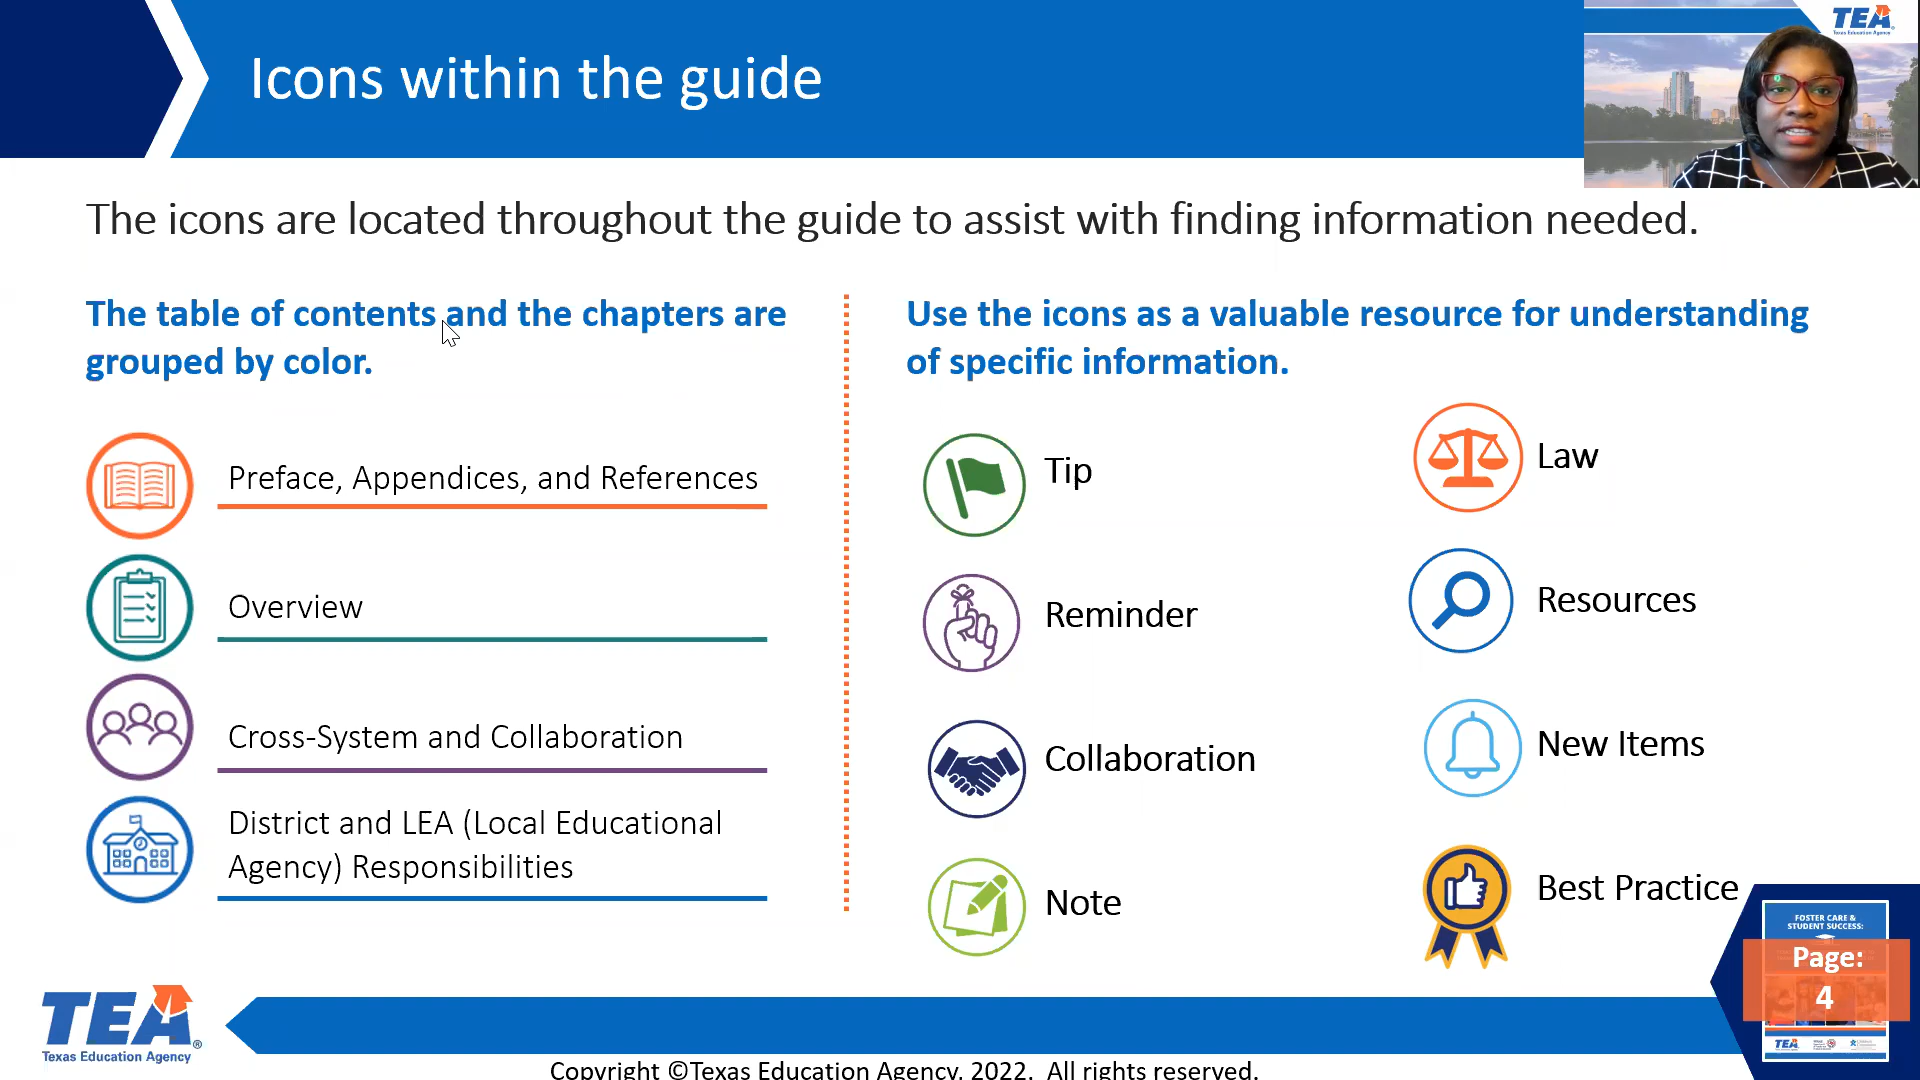 Icons within the guide
TEA
Texas Education Agency
The icons are located throughout the guide to assist with finding information needed.
The table of contents and the chapters are
grouped by color.
Preface, Appendices, and References
Overview
Cross-System and Collaboration
District and LEA (Local Educational
Agency) Responsibilities
Use the icons as a valuable resource for understanding
of specific information.
Tip
Reminder
Collaboration
Note
Law
Resources
New Items
Best Practice
FOSTER CARE &
STUDENT SUCCESS:
Page:
4
TEA
TEA®
Texas Education Agency
Copyright ©Texas Education Agency. 2022. All rights reserved.